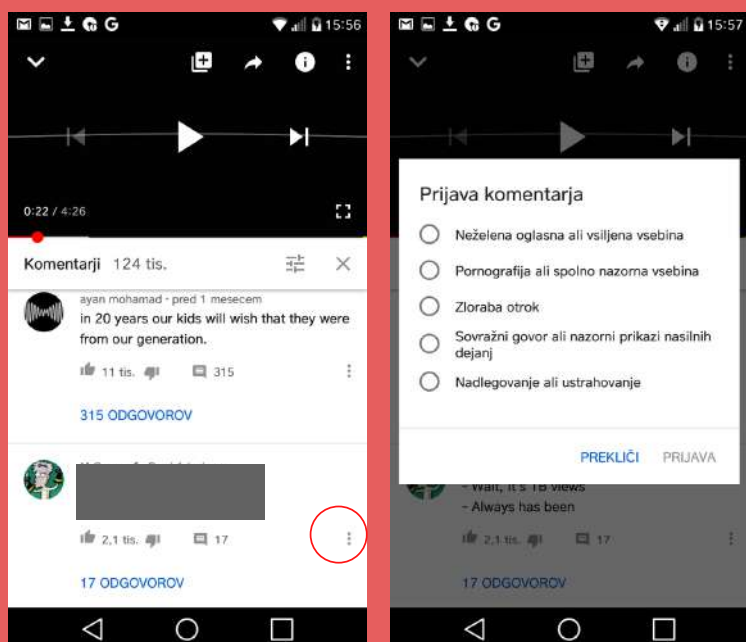 15:56
0:22 / 4:26
Komentarji 124 tis.
ayan mohamad - pred 1 mesecem
in 20 years our kids will wish that they were
from our generation.
11 tis. 315
315 ODGOVOROV
2,1 tis. 17
17 ODGOVOROV
15:57
Prijava komentarja
Neželena oglasna ali vsiljena vsebina
Pornografija ali spolno nazorna vsebina
Zloraba otrok
Sovražni govor ali nazorni prikazi nasilnih
dejanj
Nadlegovanje ali ustrahovanje
PREKLIČI PRIJAVA
- Wait, it's 1B views
- Always has been
2,1 tis. 17
17 ODGOVOROV